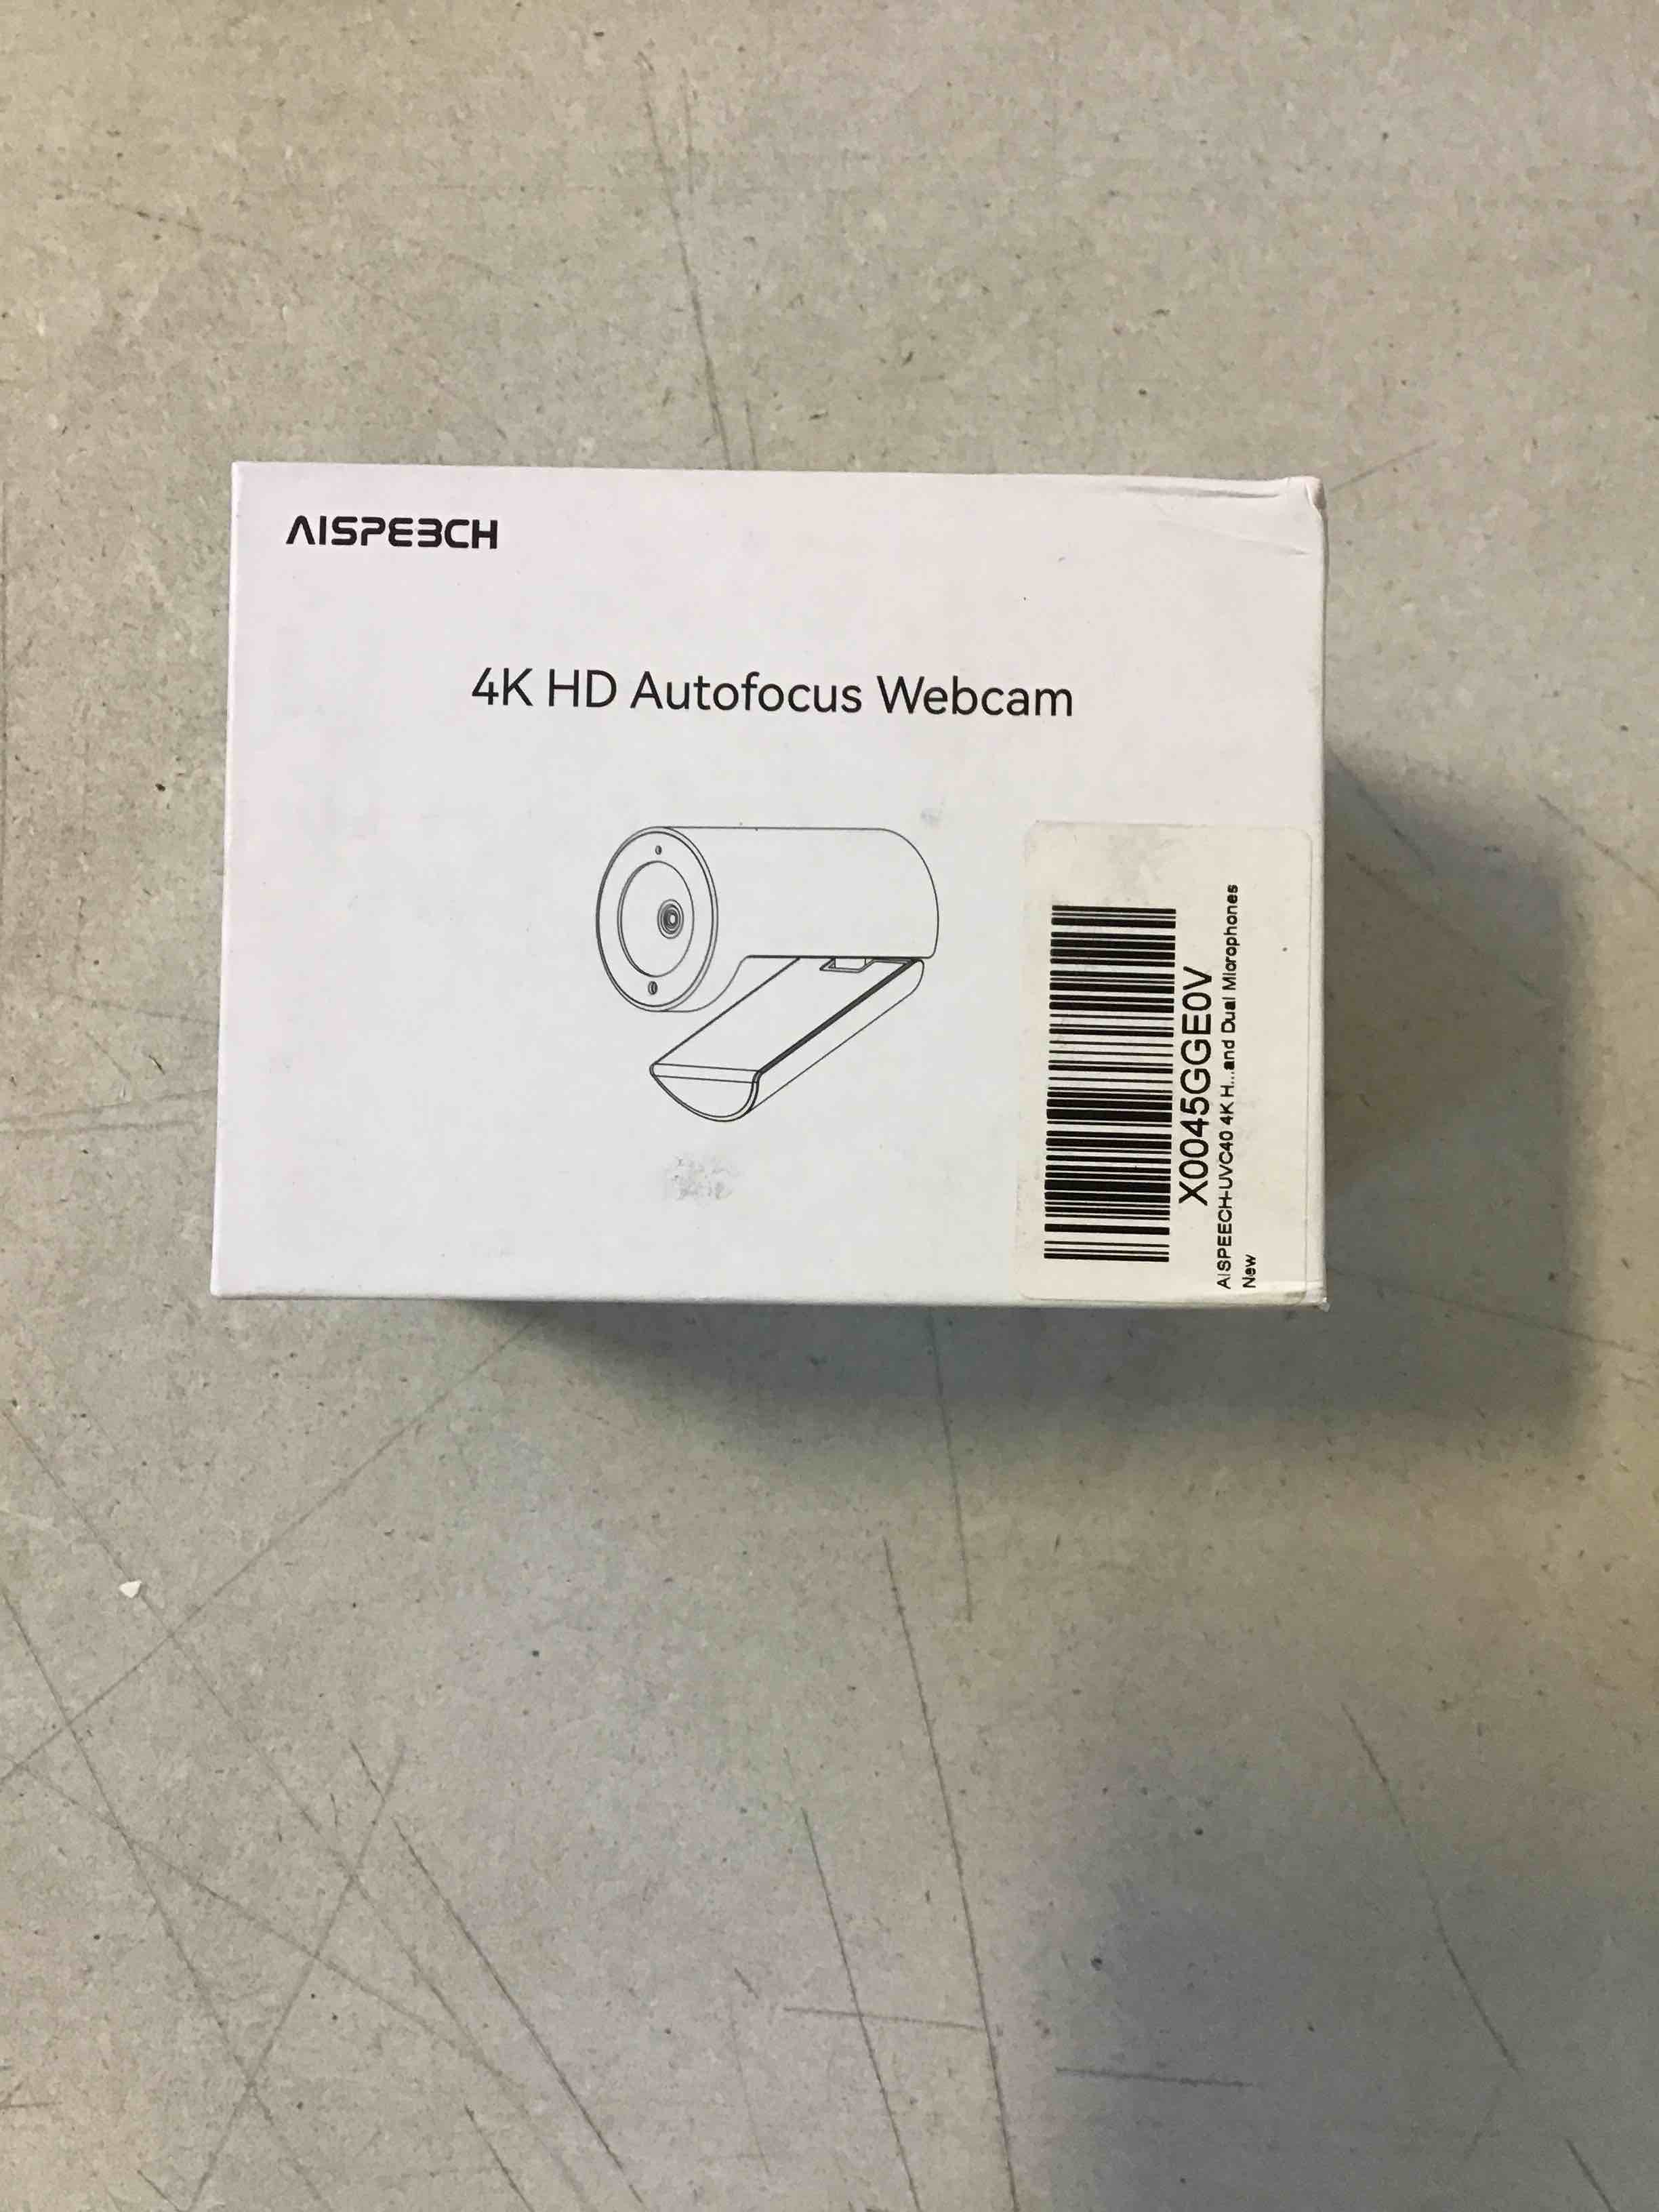 AISPEECH
4K HD Autofocus Webcam
X0045GGE0V
AISPEECH-UVC40 4K H...and Dual Microphones
New